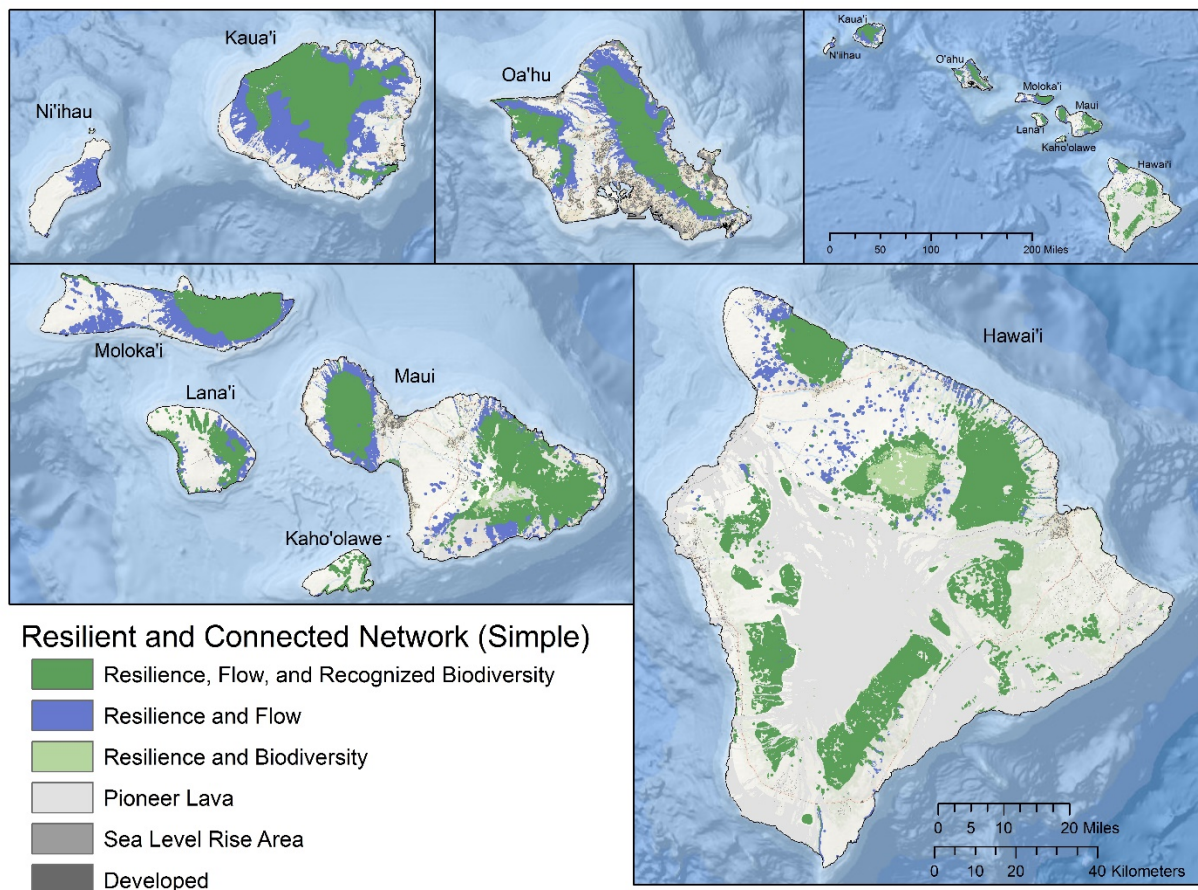 Kaua'i
Ni'ihau
Oa'hu
Kaua'i
N'iihau
O'ahu
Moloka'i
Maui
Lana'i
Kaho'olawe
Hawai'i
0 50 100 200 Miles
Moloka'i
Lana'i
Maui
Kaho'olawe
Hawai'i
0 5 10 20 Miles
0 10 20 40 Kilometers
Resilient and Connected Network (Simple)
Resilience, Flow, and Recognized Biodiversity
Resilience and Flow
Resilience and Biodiversity
Pioneer Lava
Sea Level Rise Area
Developed